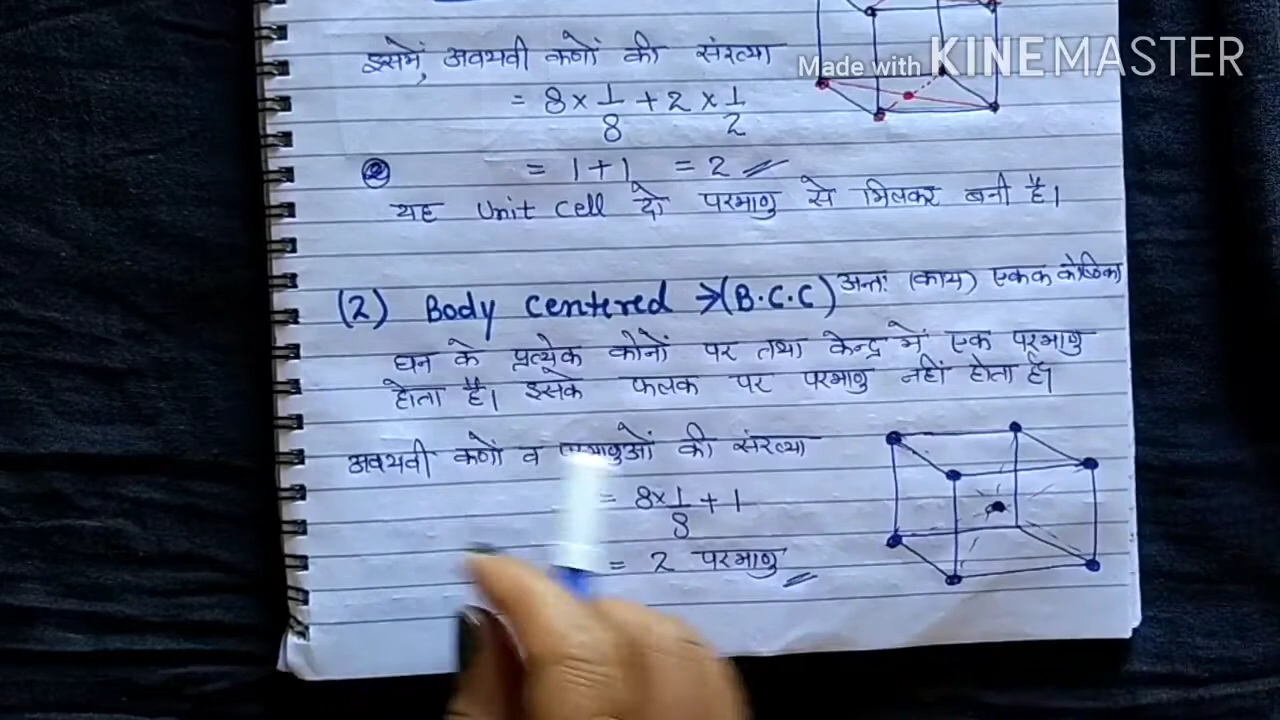 इसमें, अवयवी कणों की संख्या
Made with KINEMASTER
= 8 × 1/8 + 2 × 1/2
= 1 + 1 = 2
यह Unit Cell दो परमाणु से मिलकर बनी है।
(2) Body Centered → (B.C.C) अन्तः (काय) एकक कोष्ठिका
घन के प्रत्येक कोनों पर तथा केन्द्र में एक परमाणु
होता है। इसके फलक पर परमाणु नहीं होता है।
अवयवी कणों व परमाणुओं की संख्या
= 8 × 1/8 + 1
= 2 परमाणु